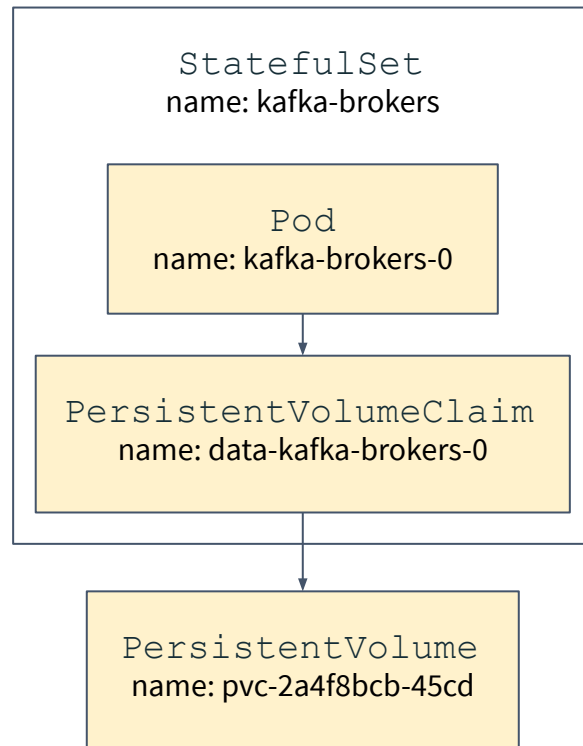 StatefulSet
name: kafka-brokers
Pod
name: kafka-brokers-0
PersistentVolumeClaim
name: data-kafka-brokers-0
PersistentVolume
name: pvc-2a4f8bcb-45cd